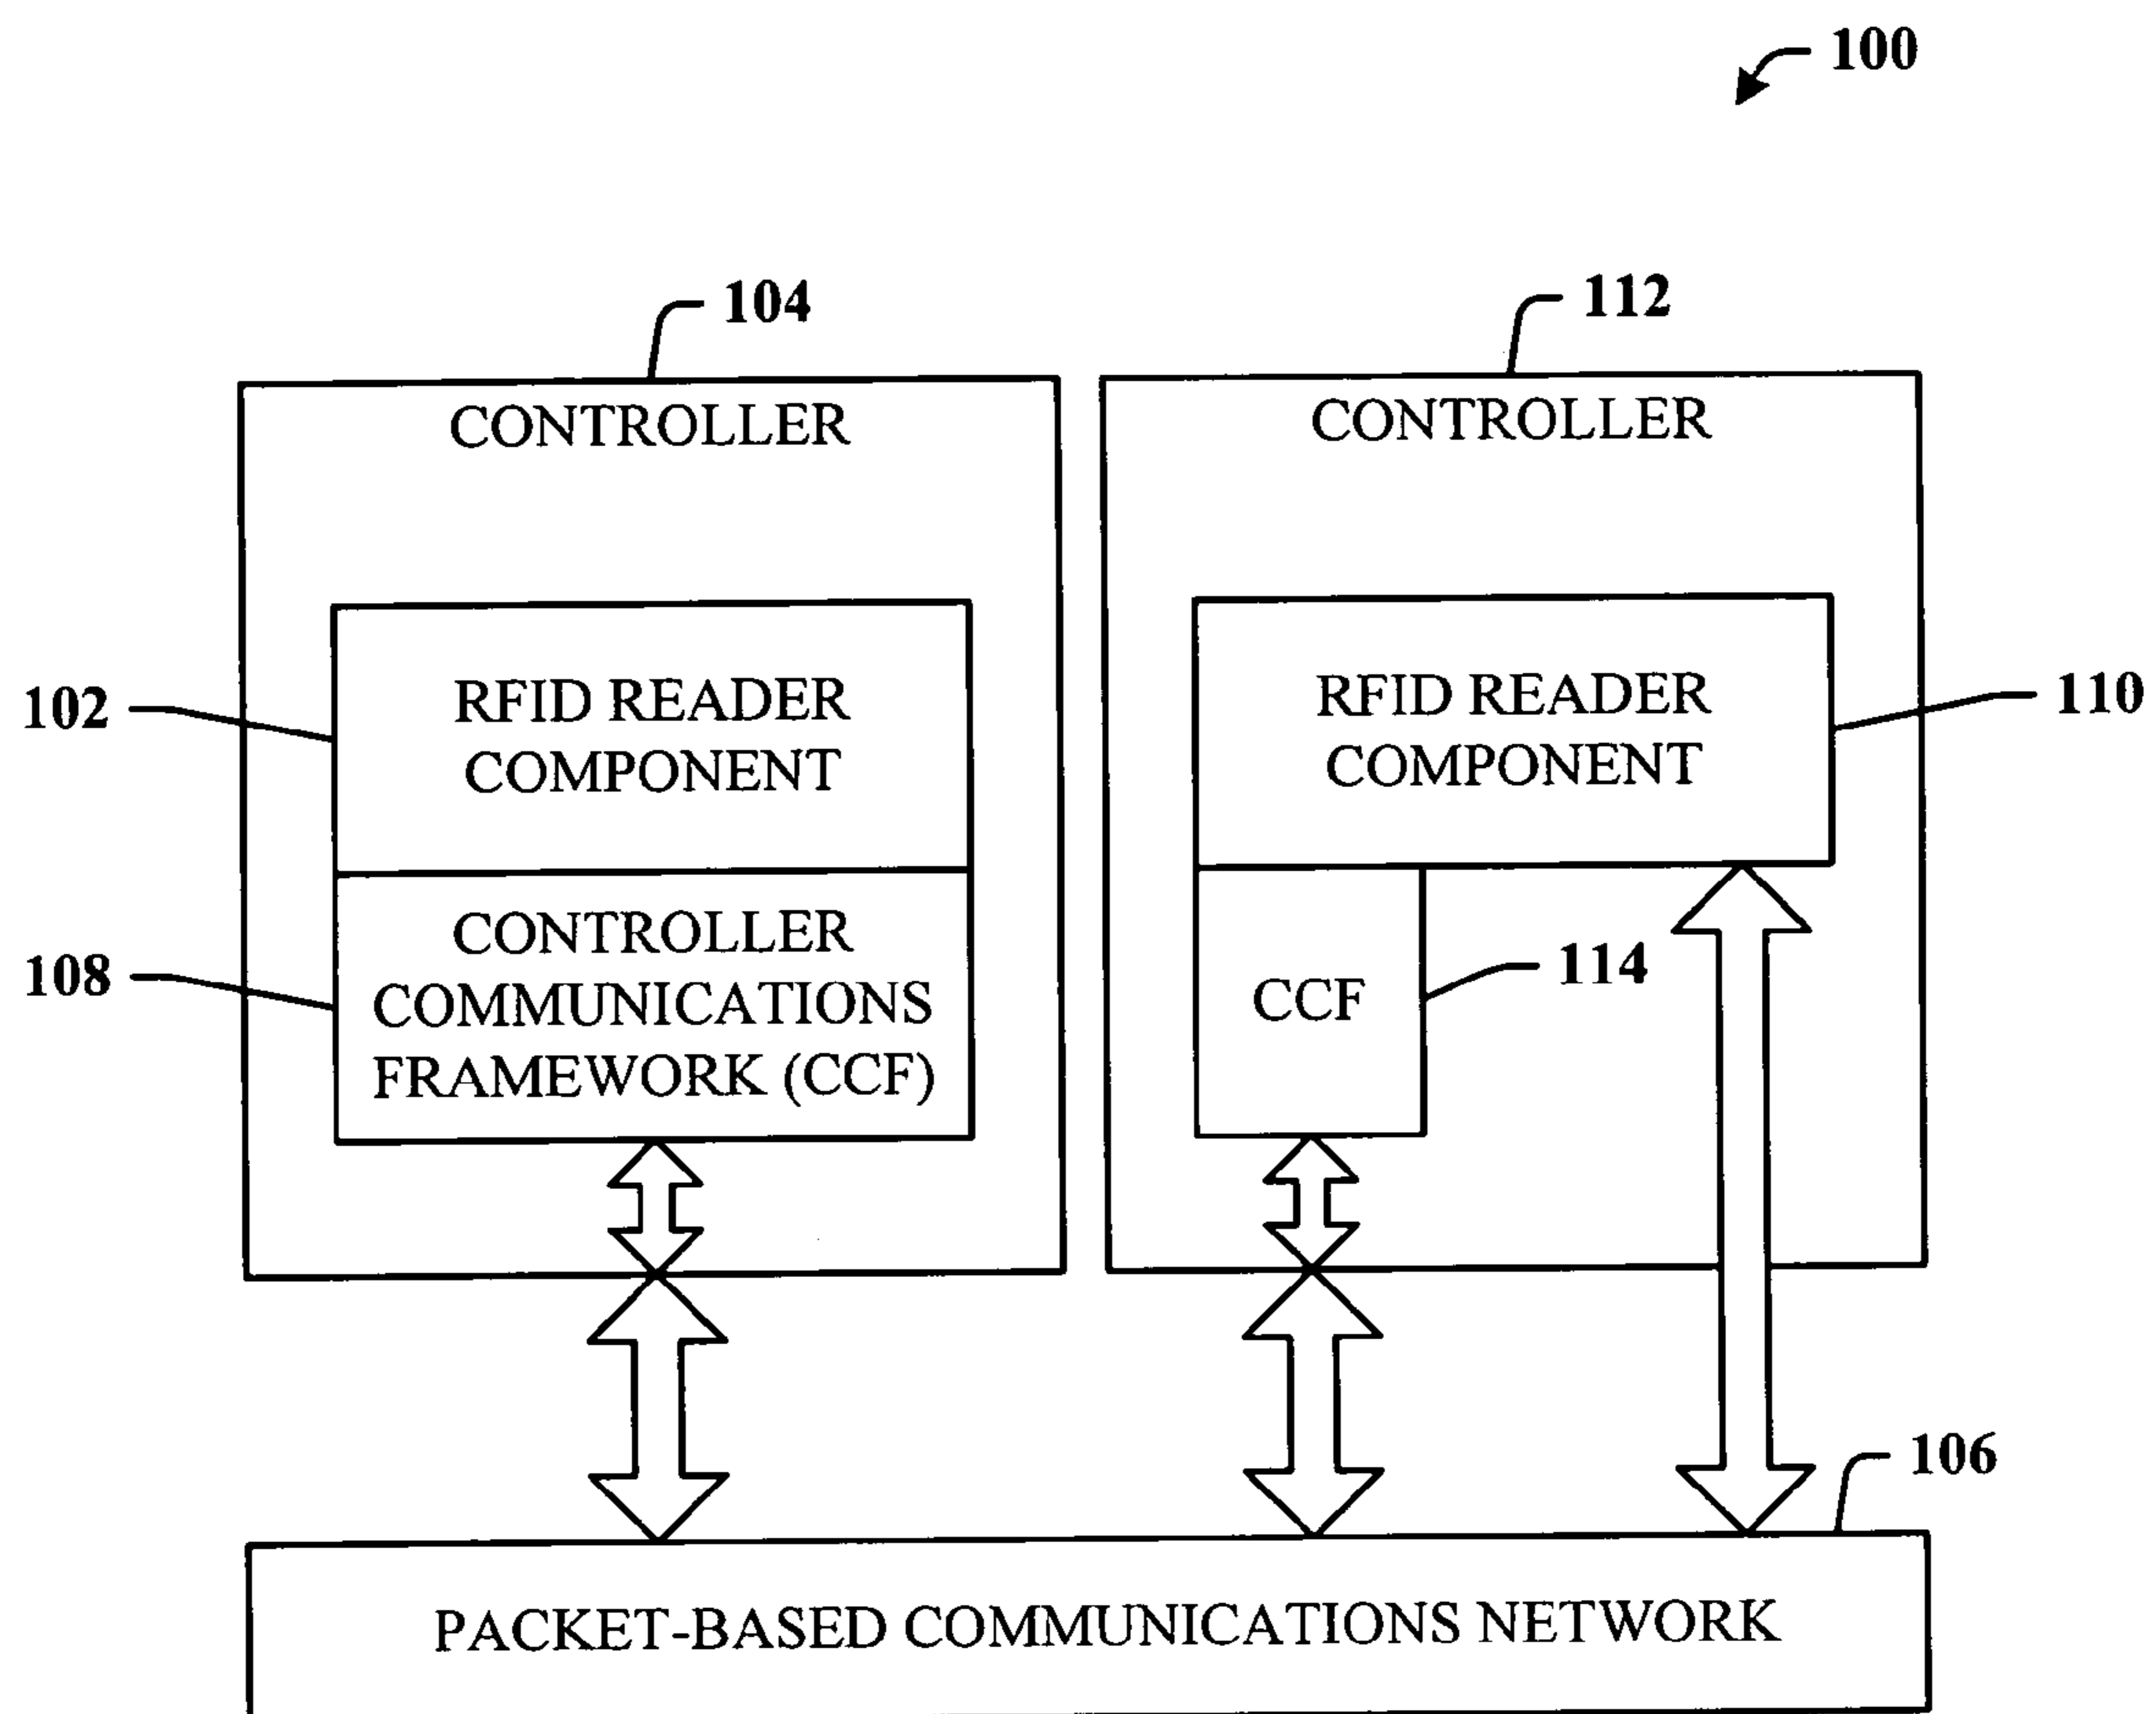 100
104
112
CONTROLLER
CONTROLLER
102
RFID READER
COMPONENT
RFID READER
COMPONENT
110
108
CONTROLLER
COMMUNICATIONS
FRAMEWORK (CCF)
CCF
114
106
PACKET-BASED COMMUNICATIONS NETWORK